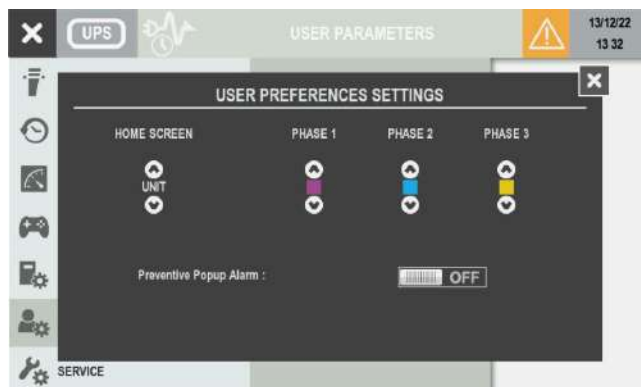 UPS
USER PARAMETERS
13/12/22
13 32
USER PREFERENCES SETTINGS
HOME SCREEN
PHASE 1
PHASE 2
PHASE 3
UNIT
Preventive Popup Alarm :
OFF
SERVICE